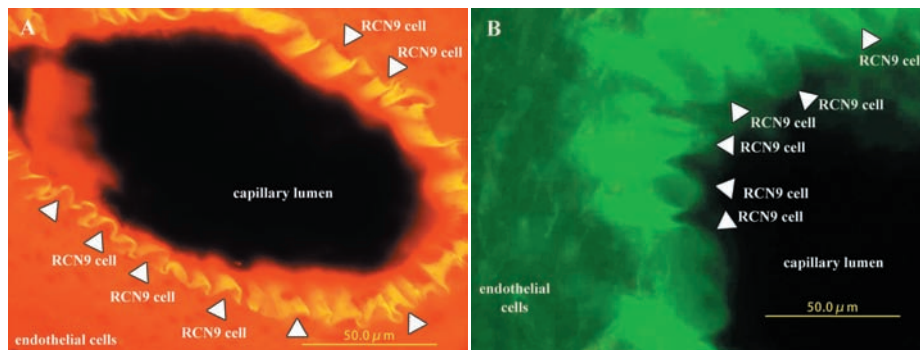 A
RCN9 cell
RCN9 cell
capillary lumen
RCN9 cell
RCN9 cell
RCN9 cell
endothelial cells
50.0 µm
B
RCN9 cell
RCN9 cell
RCN9 cell
RCN9 cell
RCN9 cell
RCN9 cell
capillary lumen
endothelial
cells
50.0 µm